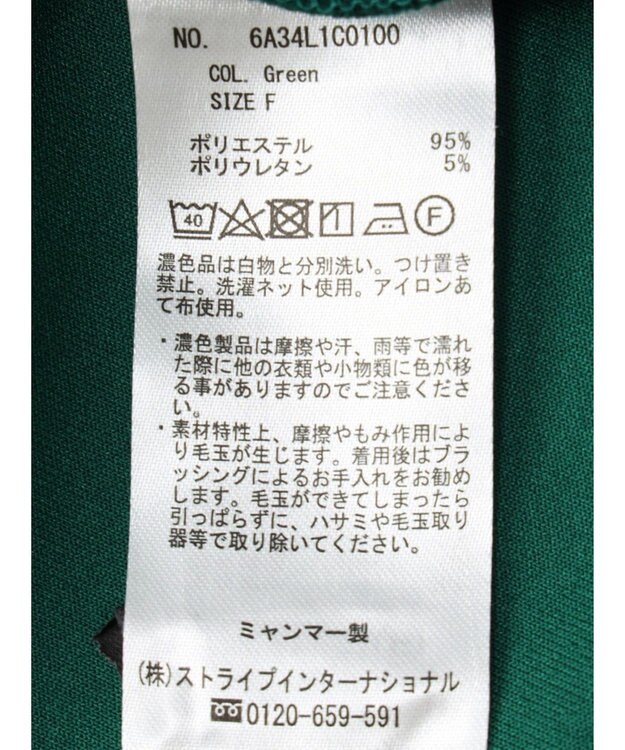 NO. 6A34L1C0100
COL. Green
SIZE F
ポリエステル 95%
ポリウレタン 5%
40 F
濃色品は白物と分別洗い。つけ置き
禁止。洗濯ネット使用。アイロンあ
て布使用。
・濃色製品は摩擦や汗、雨等で濡れ
た際に他の衣類や小物類に色が移
る事がありますのでご注意くださ
い。
・素材特性上、摩擦やもみ作用によ
り毛玉が生じます。着用後はブラ
ッシングによるお手入れをお勧め
します。毛玉ができてしまったら
引っぱらずに、ハサミや毛玉取り
器等で取り除いてください。
ミャンマー製
(株)ストライプインターナショナル
0120-659-591